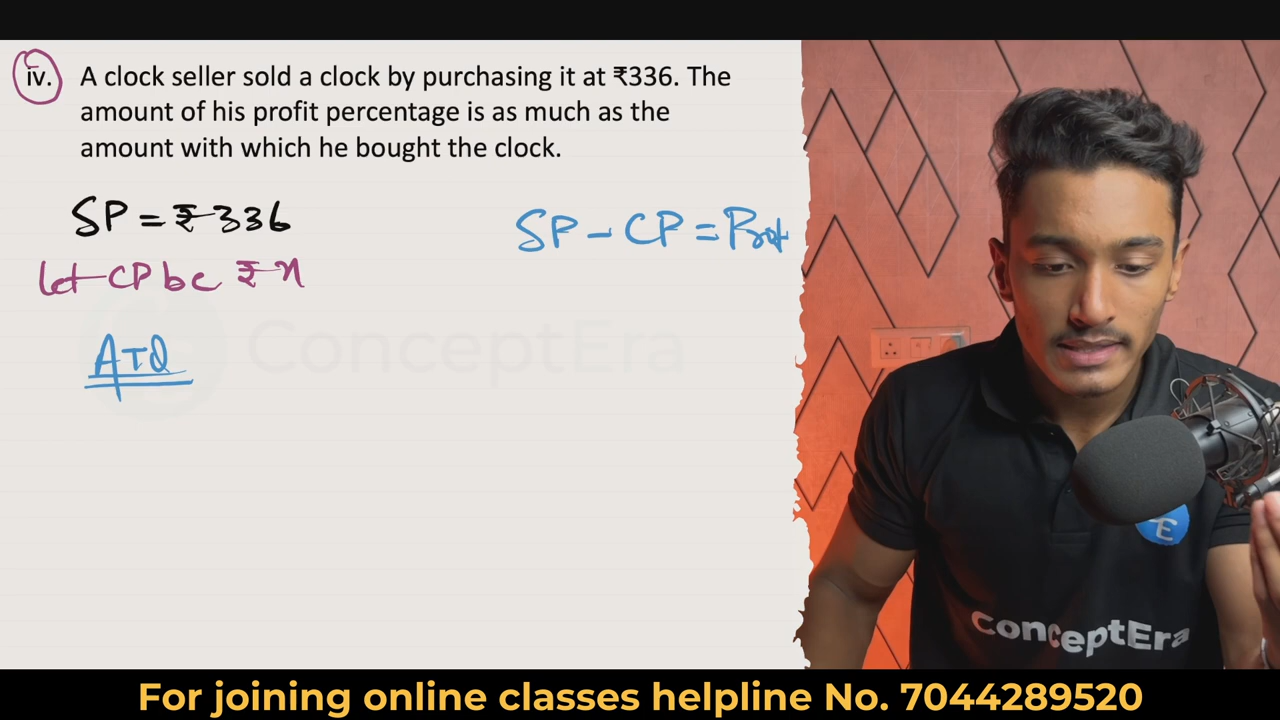 iv. A clock seller sold a clock by purchasing it at ₹336. The
amount of his profit percentage is as much as the
amount with which he bought the clock.
SP = ₹336
SP - CP = Prof
let CP be ₹ x
ATQ
ConceptEra
ConceptEra
For joining online classes helpline No. 7044289520